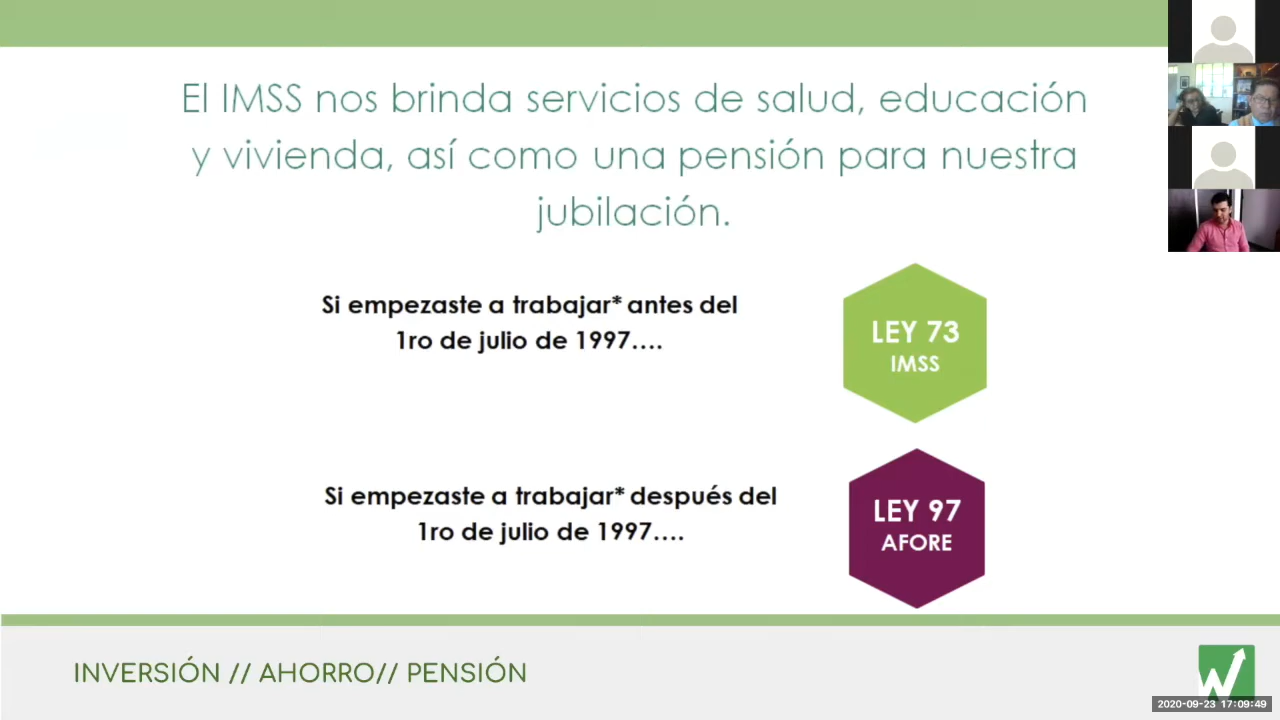 El IMSS nos brinda servicios de salud, educación
y vivienda, así como una pensión para nuestra
jubilación.
Si empezaste a trabajar* antes del
1ro de julio de 1997....
LEY 73
IMSS
Si empezaste a trabajar* después del
1ro de julio de 1997....
LEY 97
AFORE
INVERSIÓN // AHORRO// PENSIÓN
W
2020-09-23 17:09:49